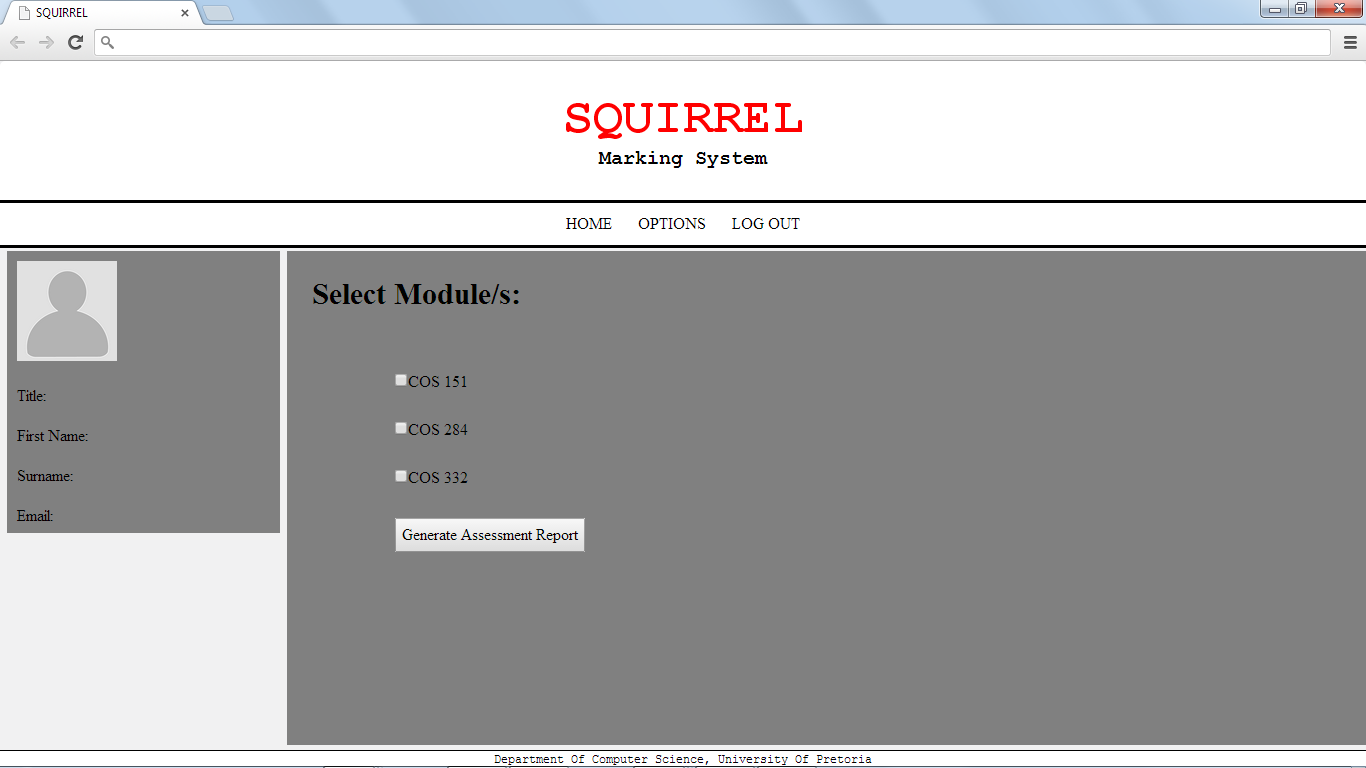 SQUIRREL
SQUIRREL
Marking System
HOME OPTIONS LOG OUT
Title:
First Name:
Surname:
Email:
Select Module/s:
COS 151
COS 284
COS 332
Generate Assessment Report
Department Of Computer Science, University Of Pretoria